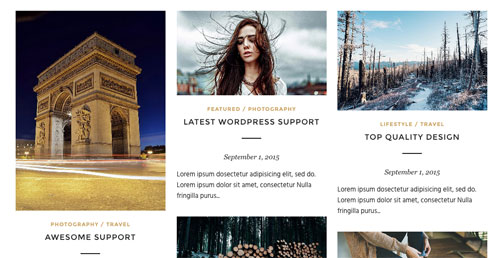 PHOTOGRAPHY / TRAVEL
AWESOME SUPPORT
FEATURED / PHOTOGRAPHY
LATEST WORDPRESS SUPPORT
September 1, 2015
Lorem ipsum dosectetur adipisicing elit, sed do.
Lorem ipsum dolor sit amet, consectetur Nulla
fringilla purus...
LIFESTYLE / TRAVEL
TOP QUALITY DESIGN
September 1, 2015
Lorem ipsum dosectetur adipisicing elit, sed do.
Lorem ipsum dolor sit amet, consectetur Nulla
fringilla purus...